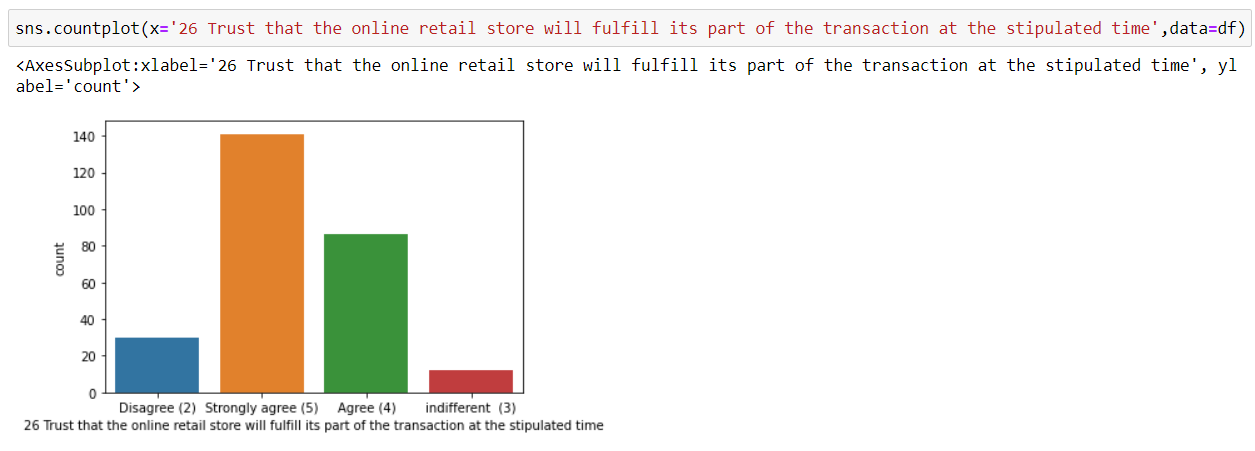 sns.countplot(x='26 Trust that the online retail store will fulfill its part of the transaction at the stipulated time',data=df)
<AxesSubplot:xlabel='26 Trust that the online retail store will fulfill its part of the transaction at the stipulated time', yl
abel='count'>
140
120
100
80
60
40
20
0
count
Disagree (2) Strongly agree (5) Agree (4) indifferent  (3)
26 Trust that the online retail store will fulfill its part of the transaction at the stipulated time